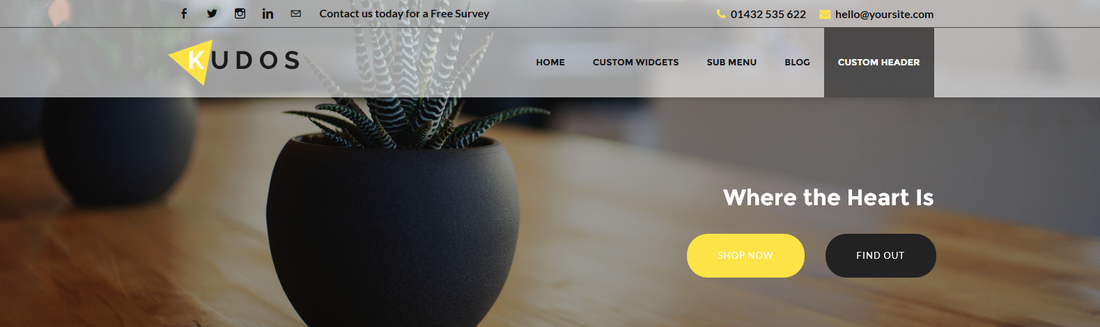 Contact us today for a Free Survey
01432 535 622 hello@yoursite.com
KUDOS
HOME CUSTOM WIDGETS SUB MENU BLOG CUSTOM HEADER
Where the Heart Is
SHOP NOW FIND OUT